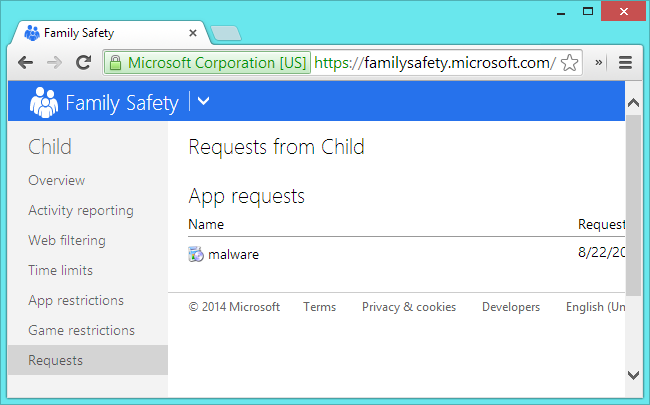 Family Safety
Microsoft Corporation [US] https://familysafety.microsoft.com/
»
Family Safety
Child
Overview
Activity reporting
Web filtering
Time limits
App restrictions
Game restrictions
Requests
Requests from Child
App requests
Name Request
malware 8/22/20
© 2014 Microsoft Terms Privacy & cookies Developers English (Un